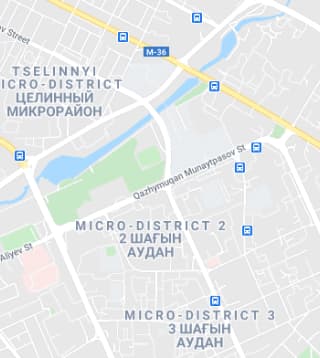 ov Street
M-36
TSELINNYI
MICRO-DISTRICT
ЦЕЛИННЫЙ
МИКРОРАЙОН
Qazhymuqan Munaytpasov St
MICRO-DISTRICT 2
2 ШАҒЫН
АУДАН
Aliyev St
MICRO-DISTRICT 3
3 ШАҒЫН
АУДАН